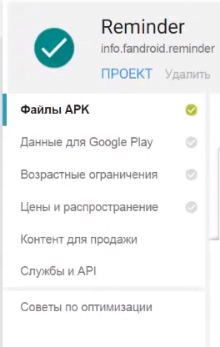 Reminder
info.fandroid.reminder
ПРОЕКТ Удалить
Файлы APK
Данные для Google Play
Возрастные ограничения
Цены и распространение
Контент для продажи
Службы и API
Советы по оптимизации